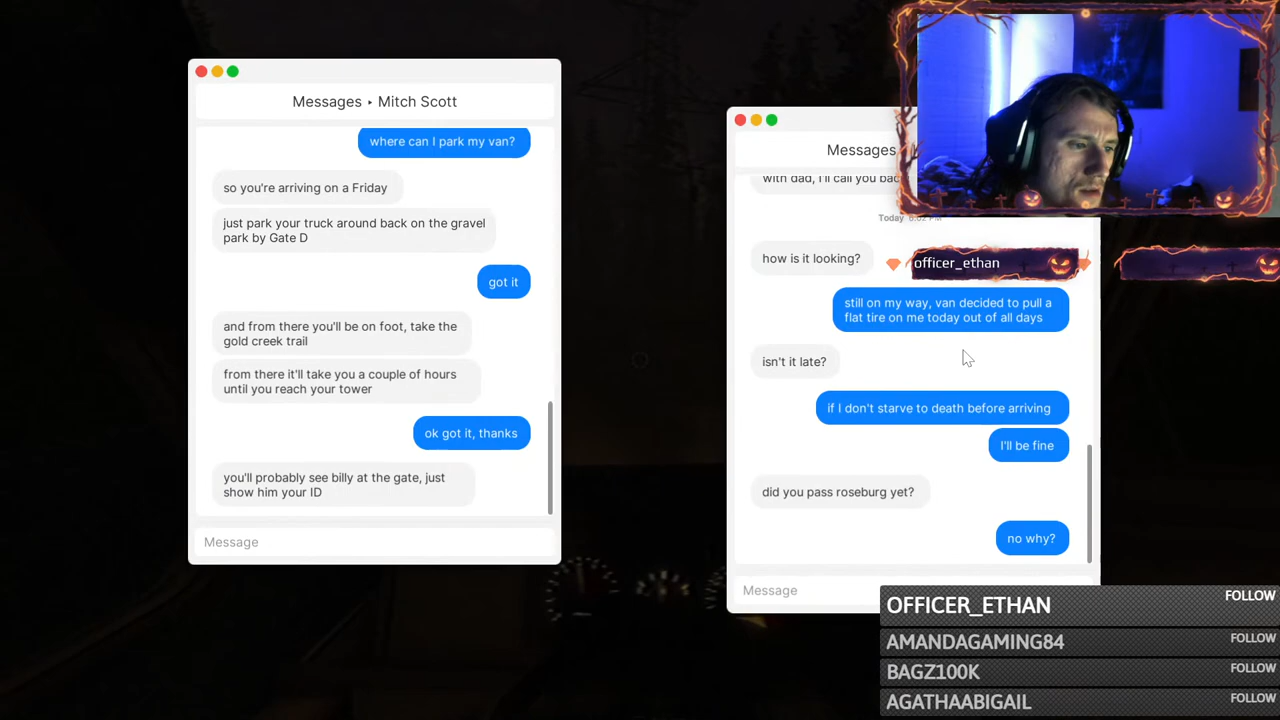 Messages ▸ Mitch Scott
where can I park my van?
so you're arriving on a Friday
just park your truck around back on the gravel
park by Gate D
got it
and from there you'll be on foot, take the
gold creek trail
from there it'll take you a couple of hours
until you reach your tower
ok got it, thanks
you'll probably see billy at the gate, just
show him your ID
Message
Messages
with dad, I'll call you
Today
how is it looking?
officer_ethan
still on my way, van decided to pull a
flat tire on me today out of all days
isn't it late?
if I don't starve to death before arriving
I'll be fine
did you pass roseburg yet?
no why?
Message
OFFICER_ETHAN FOLLOW
AMANDAGAMING84 FOLLOW
BAGZ100K FOLLOW
AGATHAABIGAIL FOLLOW